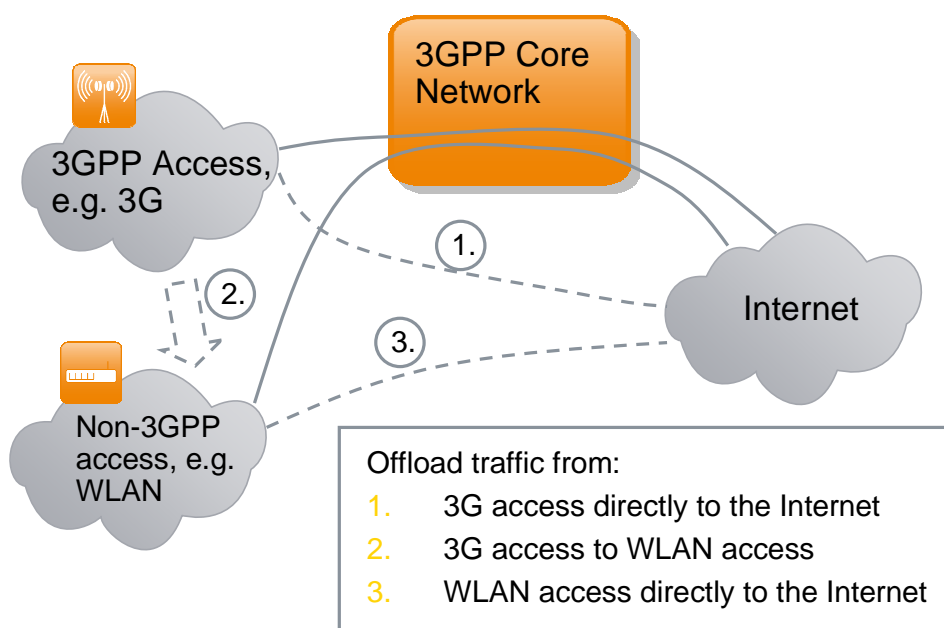 3GPP Core
Network
3GPP Access,
e.g. 3G
1.
2.
Internet
3.
Non-3GPP
access, e.g.
WLAN
Offload traffic from:
1. 3G access directly to the Internet
2. 3G access to WLAN access
3. WLAN access directly to the Internet